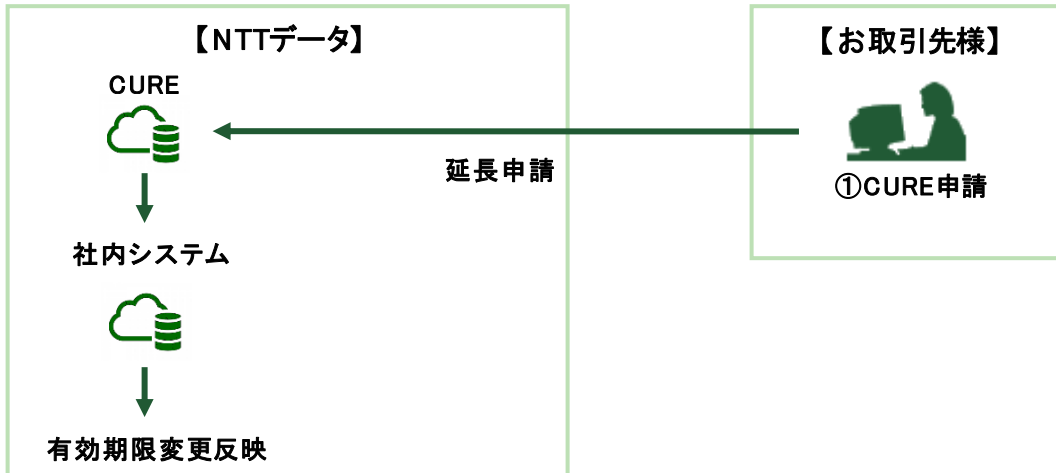 【NTTデータ】
CURE
延長申請
社内システム
有効期限変更反映
【お取引先様】
①CURE申請